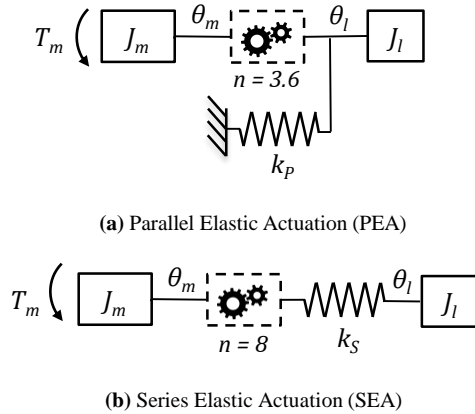 T_m J_m θ_m θ_l J_l
n = 3.6
k_P
(a) Parallel Elastic Actuation (PEA)
T_m J_m θ_m θ_l J_l
n = 8 k_S
(b) Series Elastic Actuation (SEA)